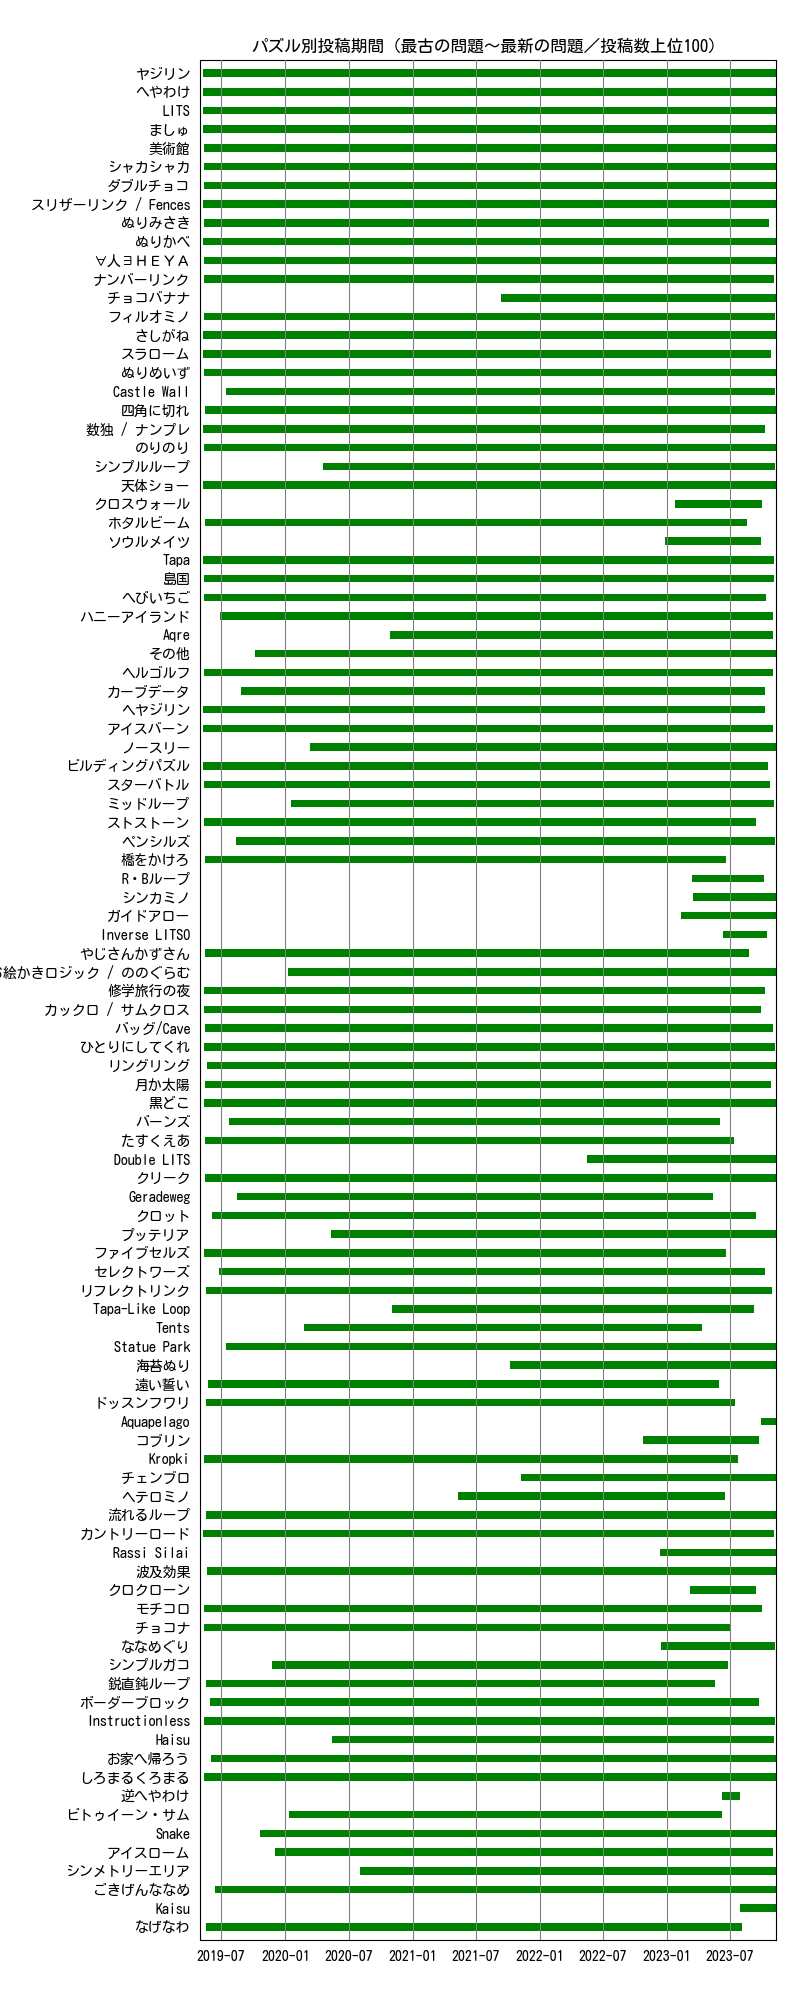 パズル別投稿期間（最古の問題～最新の問題／投稿数上位100）
ヤジリン
へやわけ
LITS
ましゅ
美術館
シャカシャカ
ダブルチョコ
スリザーリンク / Fences
ぬりみさき
ぬりかべ
∀人ヨＨＥＹＡ
ナンバーリンク
チョコバナナ
フィルオミノ
さしがね
スラローム
ぬりめいず
Castle Wall
四角に切れ
数独 / ナンプレ
のりのり
シンプルループ
天体ショー
クロスウォール
ホタルビーム
ソウルメイツ
Tapa
島国
へびいちご
ハニーアイランド
Aqre
その他
ヘルゴルフ
カーブデータ
ヘヤジリン
アイスバーン
ノースリー
ビルディングパズル
スターバトル
ミッドループ
ストストーン
ペンシルズ
橋をかけろ
R・Bループ
シンカミノ
ガイドアロー
Inverse LITSO
やじさんかずさん
絵かきロジック / ののぐらむ
修学旅行の夜
カックロ / サムクロス
バッグ/Cave
ひとりにしてくれ
リングリング
月か太陽
黒どこ
バーンズ
たすくえあ
Double LITS
クリーク
Geradeweg
クロット
プッテリア
ファイブセルズ
セレクトワーズ
リフレクトリンク
Tapa-Like Loop
Tents
Statue Park
海苔ぬり
遠い誓い
ドッスンフワリ
Aquapelago
コブリン
Kropki
チェンブロ
ヘテロミノ
流れるループ
カントリーロード
Rassi Silai
波及効果
クロクローン
モチコロ
チョコナ
ななめぐり
シンプルガコ
鋭直鈍ループ
ボーダーブロック
Instructionless
Haisu
お家へ帰ろう
しろまるくろまる
逆へやわけ
ビトゥイーン・サム
Snake
アイスローム
シンメトリーエリア
ごきげんななめ
Kaisu
なげなわ
2019-07 2020-01 2020-07 2021-01 2021-07 2022-01 2022-07 2023-01 2023-07